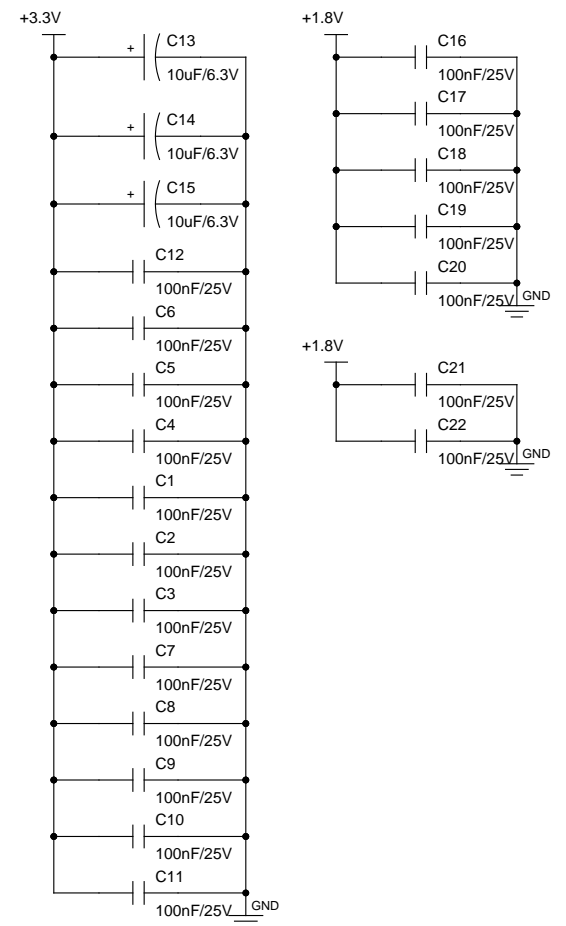 +3.3V
+ C13
10uF/6.3V
+ C14
10uF/6.3V
+ C15
10uF/6.3V
C12
100nF/25V
C6
100nF/25V
C5
100nF/25V
C4
100nF/25V
C1
100nF/25V
C2
100nF/25V
C3
100nF/25V
C7
100nF/25V
C8
100nF/25V
C9
100nF/25V
C10
100nF/25V
C11
100nF/25V
GND
+1.8V
C16
100nF/25V
C17
100nF/25V
C18
100nF/25V
C19
100nF/25V
C20
100nF/25V
GND
+1.8V
C21
100nF/25V
C22
100nF/25V
GND